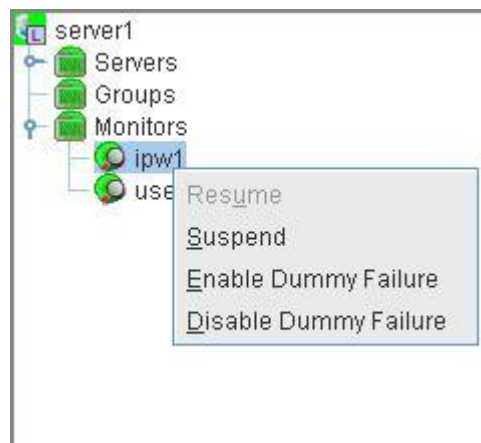 L server1
Servers
Groups
Monitors
ipw1
use
Resume
Suspend
Enable Dummy Failure
Disable Dummy Failure